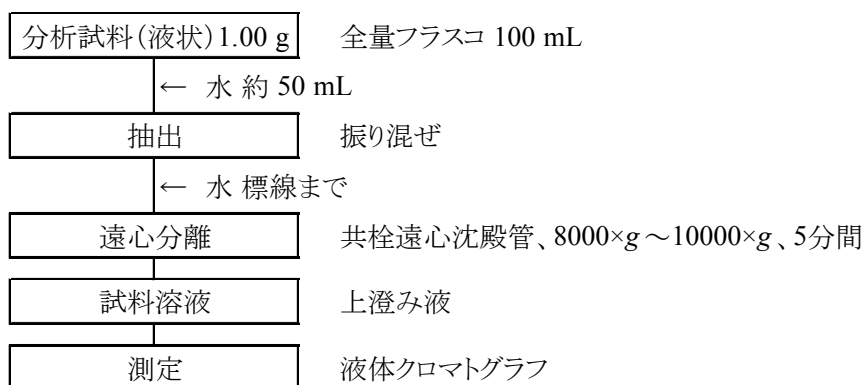 分析試料(液状)1.00 g 全量フラスコ 100 mL
← 水 約 50 mL
抽出 振り混ぜ
← 水 標線まで
遠心分離 共栓遠心沈殿管、8000×g～10000×g、5分間
試料溶液 上澄み液
測定 液体クロマトグラフ